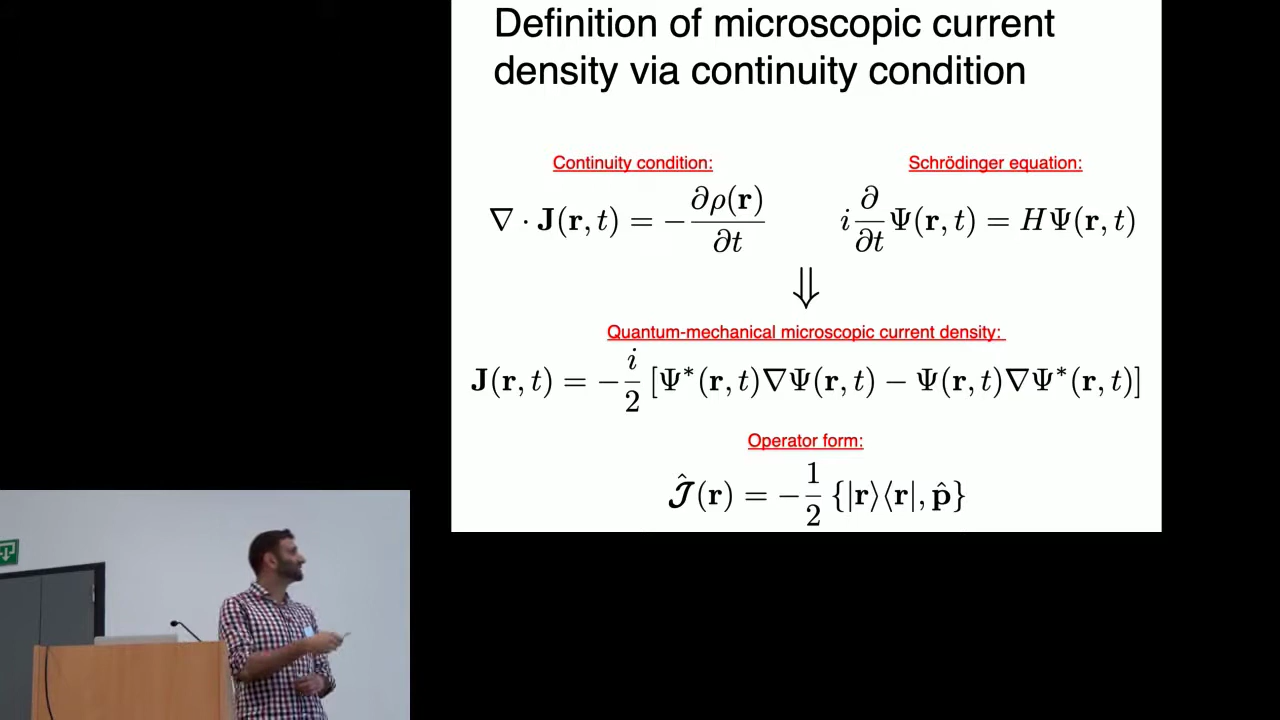 Definition of microscopic current
density via continuity condition
Continuity condition:
Schrödinger equation:
∇ · J(r, t) = −∂ρ(r)/∂t
i ∂/∂t Ψ(r, t) = HΨ(r, t)
⇓
Quantum-mechanical microscopic current density:
J(r, t) = −i/2 [Ψ*(r, t)∇Ψ(r, t) − Ψ(r, t)∇Ψ*(r, t)]
Operator form:
𝓙̂(r) = −1/2 {|r⟩⟨r|, p̂}